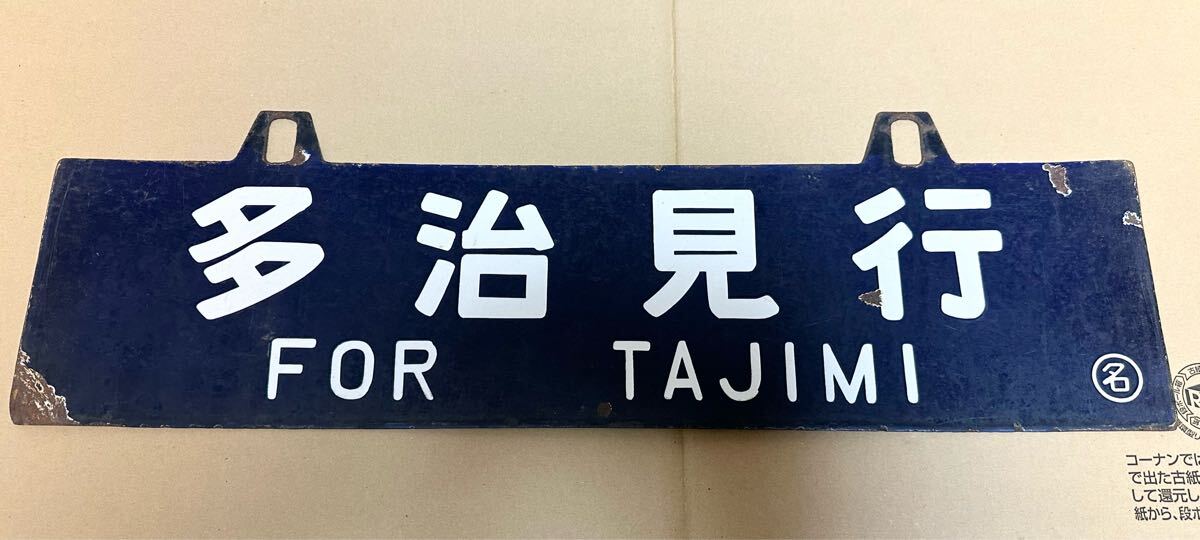 多治見行
FOR TAJIMI
名
コーナンでは
で出た古紙
して還元し
紙から、段ボ